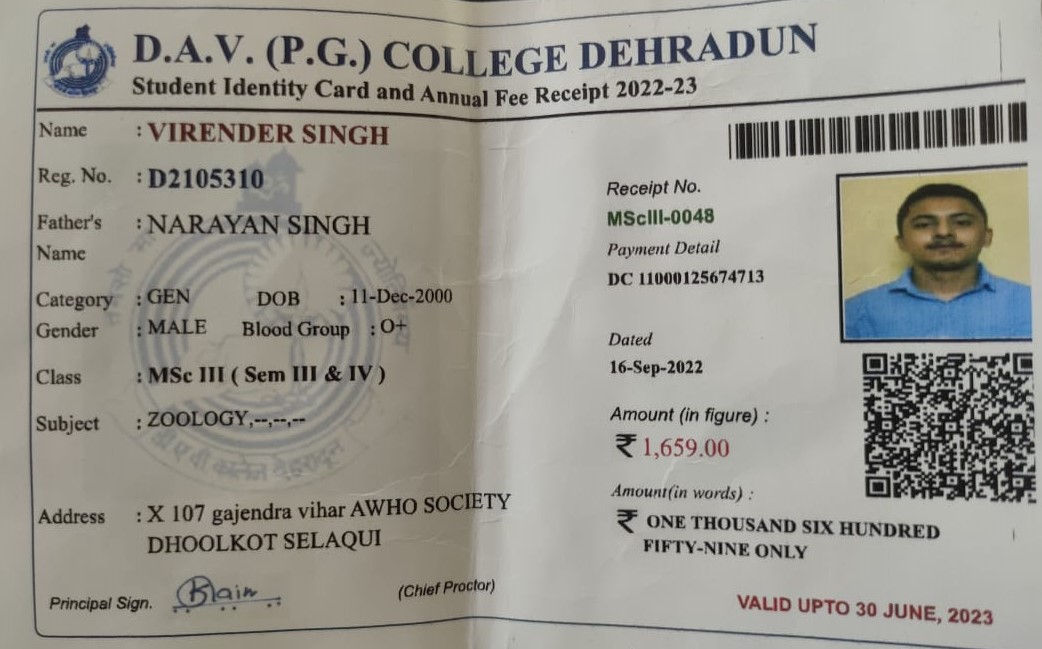 D.A.V. (P.G.) COLLEGE DEHRADUN
Student Identity Card and Annual Fee Receipt 2022-23
Name : VIRENDER SINGH
Reg. No. : D2105310
Father's Name : NARAYAN SINGH
Category : GEN DOB : 11-Dec-2000
Gender : MALE Blood Group : O+
Class : MSc III ( Sem III & IV )
Subject : ZOOLOGY,--,--,--
डी ए वी कालेज देहरादून
Address : X 107 gajendra vihar AWHO SOCIETY
DHOOLKOT SELAQUI
Principal Sign. (Chief Proctor)
Receipt No.
MScIII-0048
Payment Detail
DC 11000125674713
Dated
16-Sep-2022
Amount (in figure) :
₹ 1,659.00
Amount(in words) :
₹ ONE THOUSAND SIX HUNDRED
FIFTY-NINE ONLY
VALID UPTO 30 JUNE, 2023